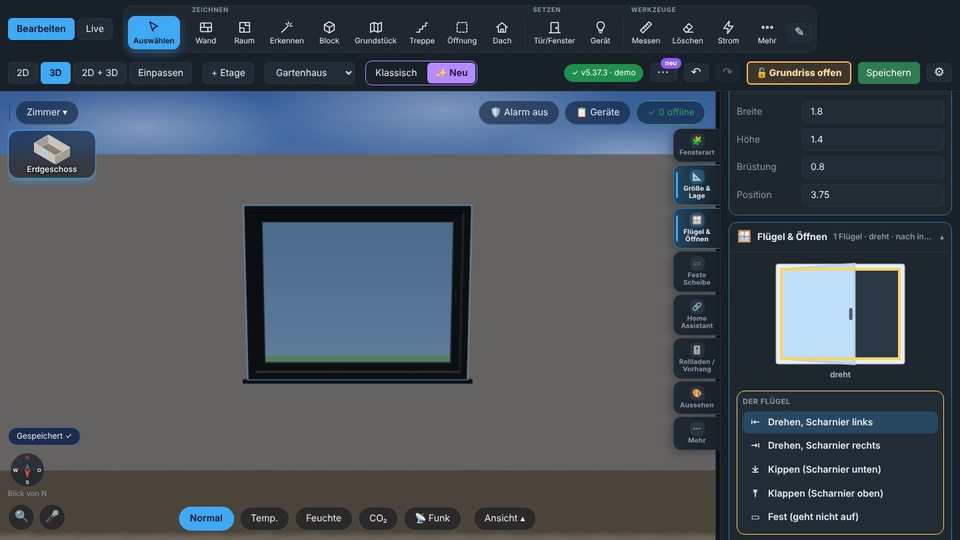 ZEICHNEN
SETZEN
WERKZEUGE
Bearbeiten
Live
Auswählen
Wand
Raum
Erkennen
Block
Grundstück
Treppe
Öffnung
Dach
Tür/Fenster
Gerät
Messen
Löschen
Strom
Mehr
2D
3D
2D + 3D
Einpassen
+ Etage
Gartenhaus
Klassisch
✨ Neu
✓ v5.37.3 · demo
neu
Grundriss offen
Speichern
Zimmer ▾
Alarm aus
Geräte
✓ 0 offline
Erdgeschoss
Fensterart
Größe &
Lage
Flügel &
Öffnen
Feste
Scheibe
Home
Assistant
Rollladen /
Vorhang
Aussehen
Mehr
Breite
1.8
Höhe
1.4
Brüstung
0.8
Position
3.75
Flügel & Öffnen
1 Flügel · dreht · nach in...
dreht
DER FLÜGEL
Drehen, Scharnier links
Drehen, Scharnier rechts
Kippen (Scharnier unten)
Klappen (Scharnier oben)
Fest (geht nicht auf)
Gespeichert ✓
N
W
O
S
Blick von N
Normal
Temp.
Feuchte
CO₂
Funk
Ansicht ▴